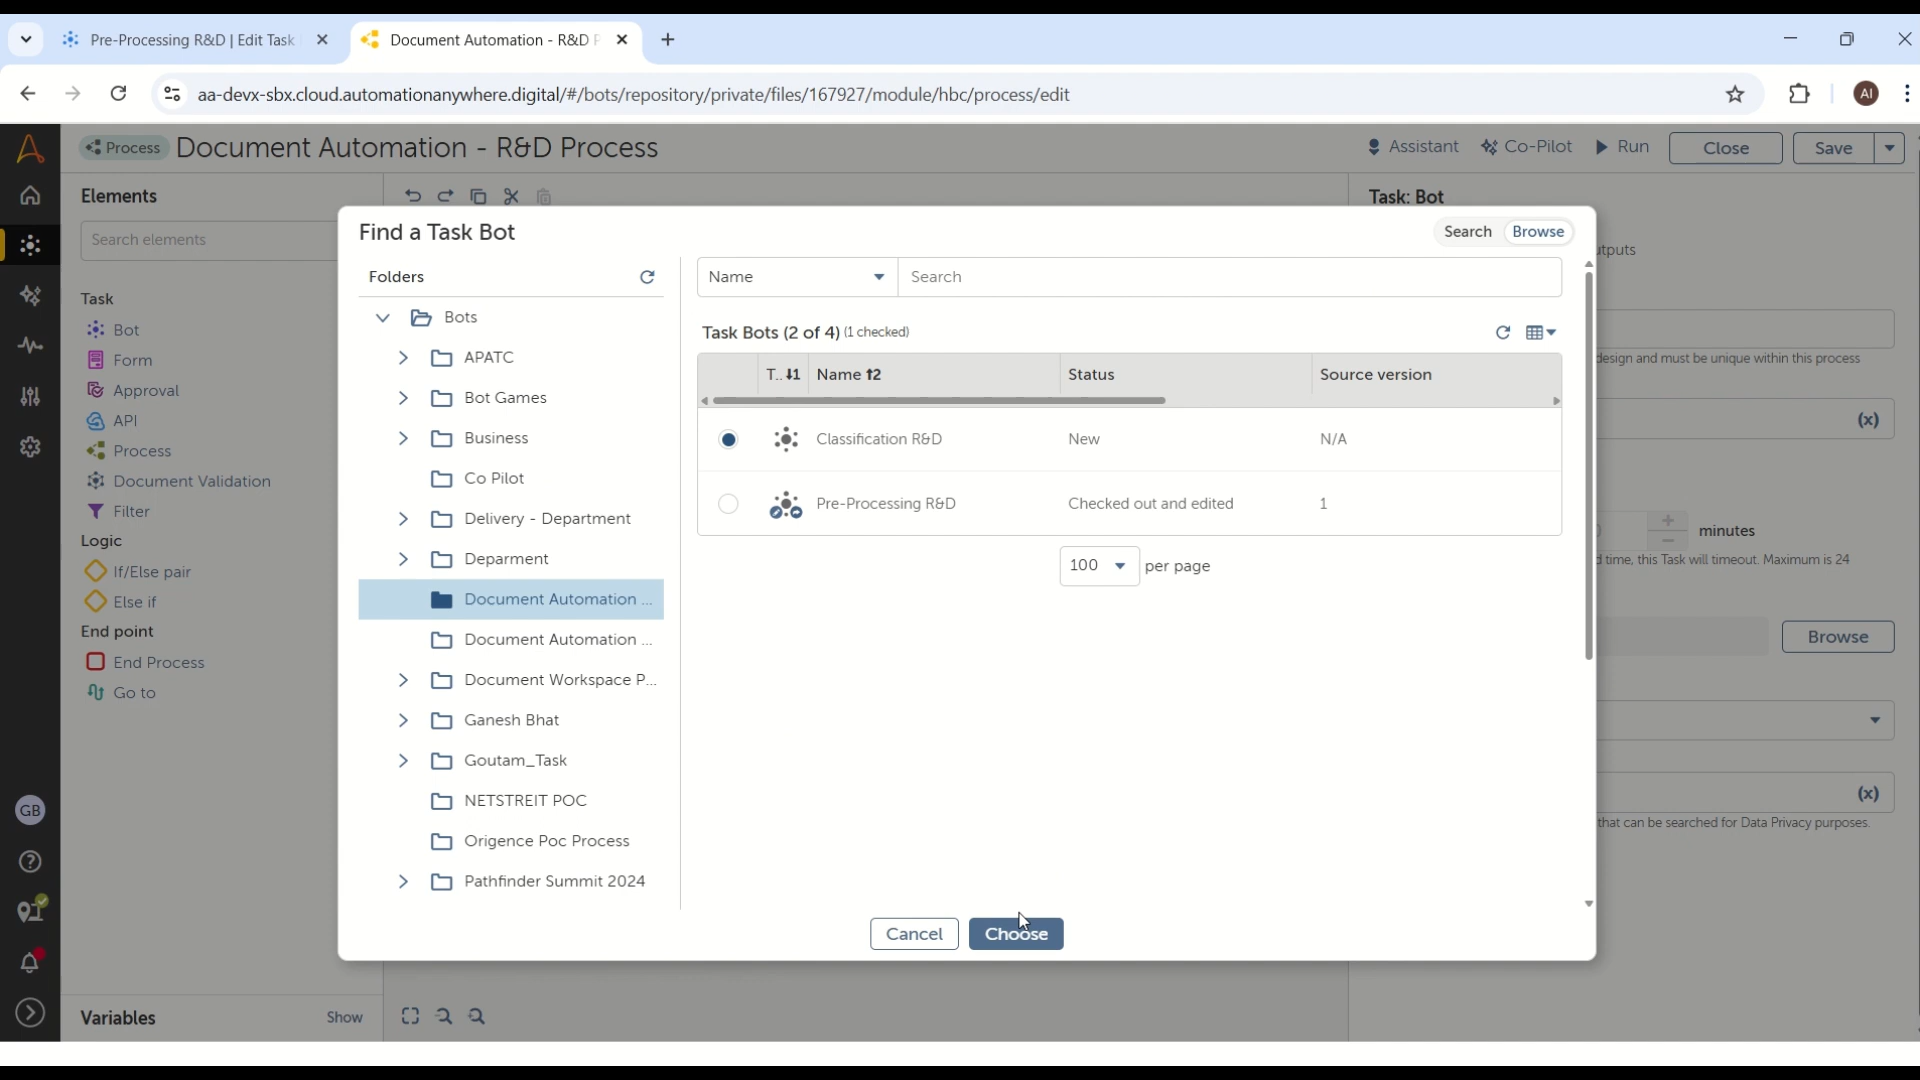 Pre-Processing R&D | Edit Task
Document Automation - R&D P
aa-devx-sbx.cloud.automationanywhere.digital/#/bots/repository/private/files/167927/module/hbc/process/edit
AI
Process
Document Automation - R&D Process
Assistant
Co-Pilot
Run
Close
Save
Elements
Search elements
Task
Bot
Form
Approval
API
Process
Document Validation
Filter
Logic
If/Else pair
Else if
End point
End Process
Go to
Variables
Show
GB
Find a Task Bot
Search
Browse
Folders
Bots
APATC
Bot Games
Business
Co Pilot
Delivery - Department
Deparment
Document Automation ...
Document Automation ...
Document Workspace P...
Ganesh Bhat
Goutam_Task
NETSTREIT POC
Origence Poc Process
Pathfinder Summit 2024
Name
Search
Task Bots (2 of 4) (1 checked)
T.. 1 Name 2 Status Source version
Classification R&D New N/A
Pre-Processing R&D Checked out and edited 1
100 per page
Cancel
Choose
Task: Bot
utputs
design and must be unique within this process
(x)
minutes
d time, this Task will timeout. Maximum is 24
Browse
(x)
that can be searched for Data Privacy purposes.